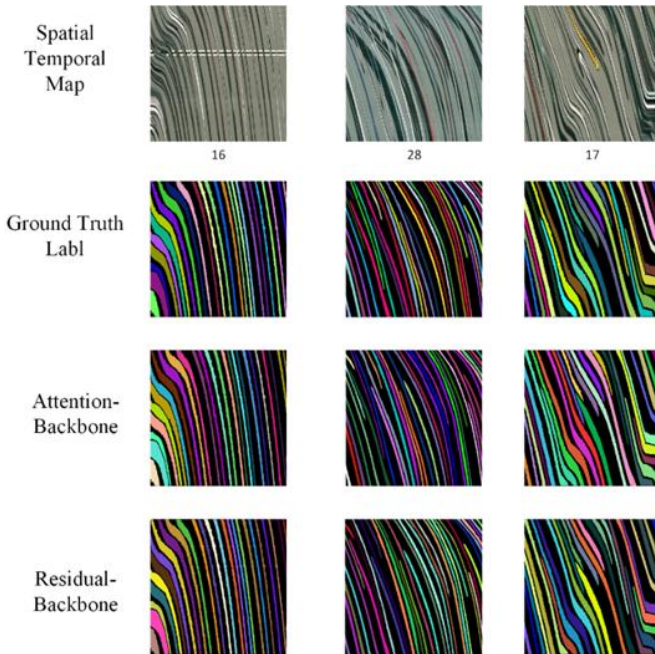 Spatial
Temporal
Map
16
28
17
Ground Truth
Labl
Attention-
Backbone
Residual-
Backbone